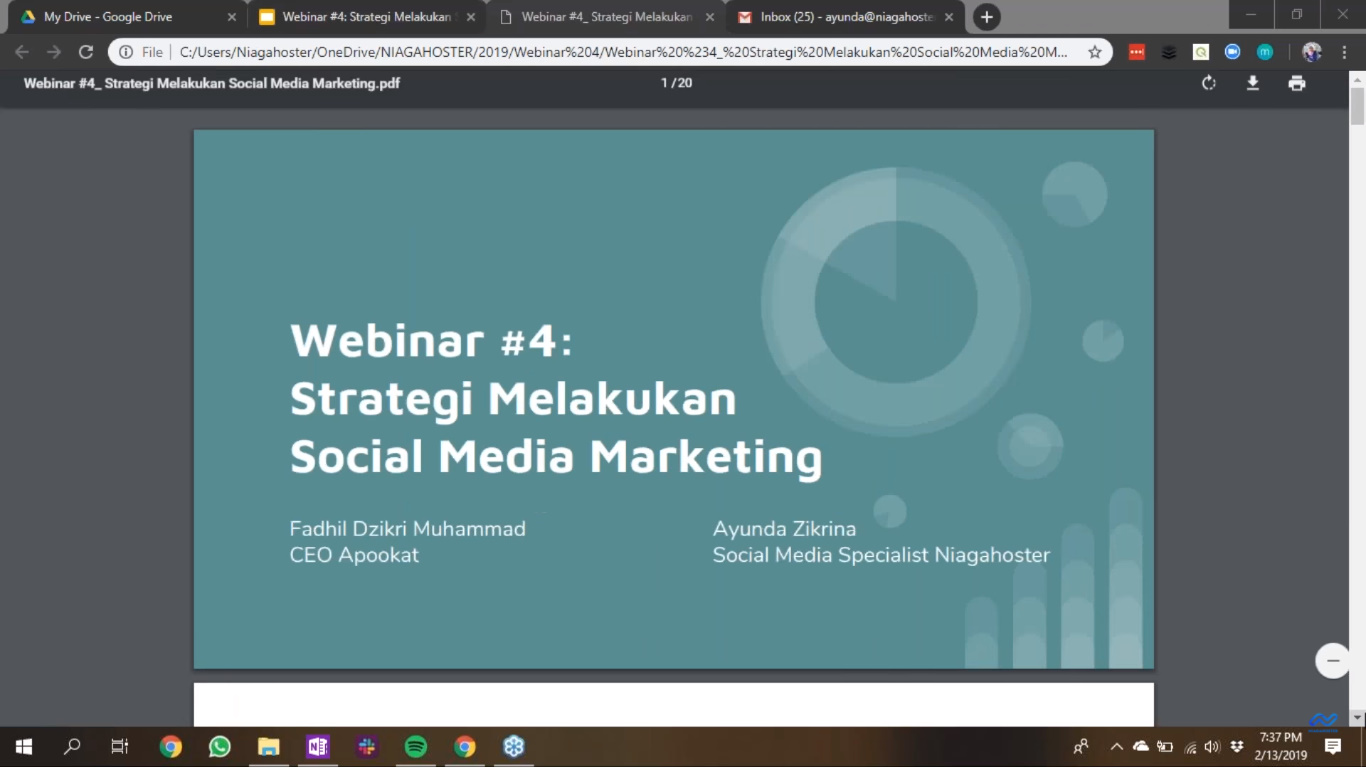 My Drive - Google Drive
Webinar #4: Strategi Melakukan
Webinar #4_ Strategi Melakukan
Inbox (25) - ayunda@niagahoste
File
C:/Users/Niagahoster/OneDrive/NIAGAHOSTER/2019/Webinar%204/Webinar%20%234_%20Strategi%20Melakukan%20Social%20Media%20M...
Webinar #4_ Strategi Melakukan Social Media Marketing.pdf
1 / 20
Webinar #4:
Strategi Melakukan
Social Media Marketing
Fadhil Dzikri Muhammad
CEO Apookat
Ayunda Zikrina
Social Media Specialist Niagahoster
7:37 PM
2/13/2019